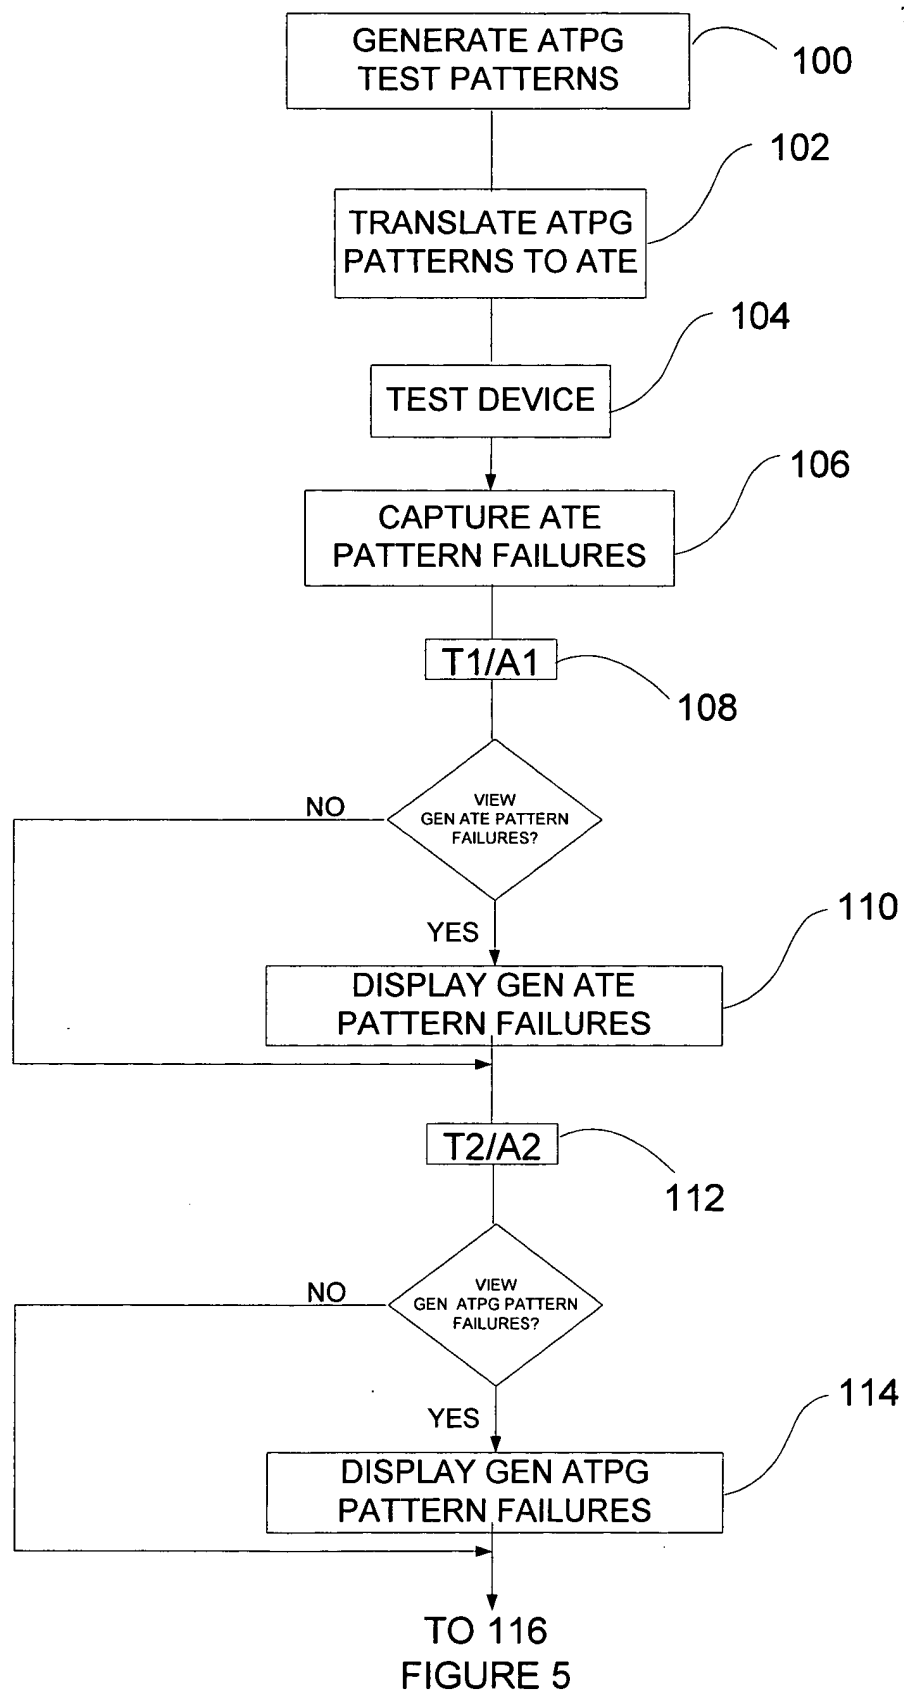 GENERATE ATPG
TEST PATTERNS
100
102
TRANSLATE ATPG
PATTERNS TO ATE
104
TEST DEVICE
106
CAPTURE ATE
PATTERN FAILURES
T1/A1
108
VIEW
GEN ATE PATTERN
FAILURES?
NO
YES
110
DISPLAY GEN ATE
PATTERN FAILURES
T2/A2
112
VIEW
GEN ATPG PATTERN
FAILURES?
NO
YES
114
DISPLAY GEN ATPG
PATTERN FAILURES
TO 116
FIGURE 5